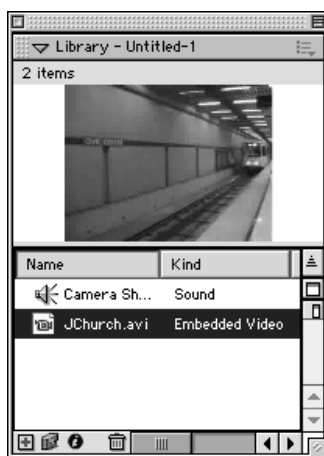 Library - Untitled-1
2 items
Name Kind
Camera Sh... Sound
JChurch.avi Embedded Video